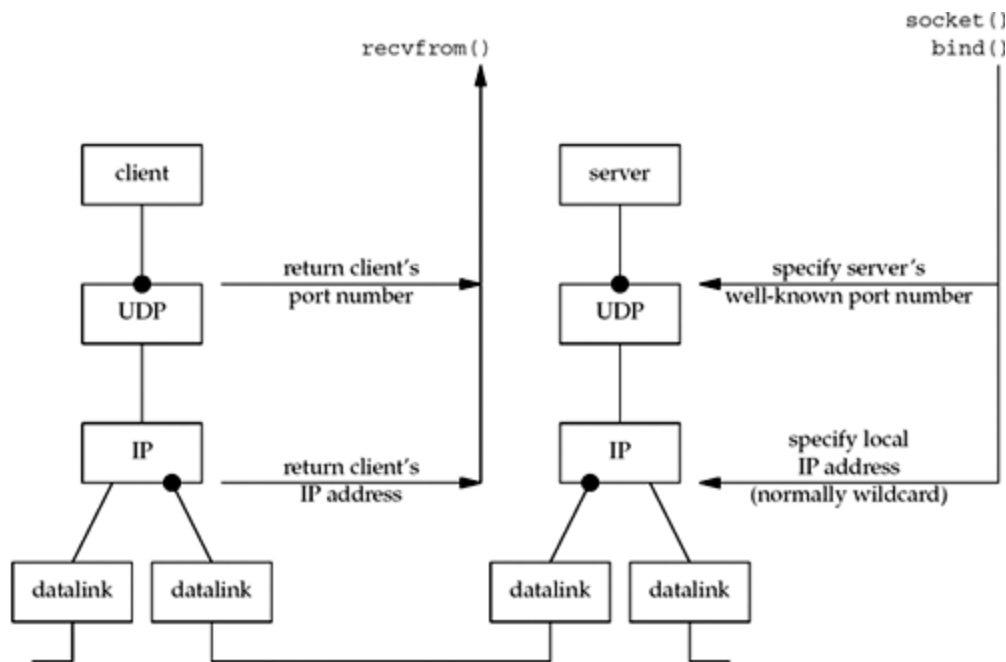 socket()
recvfrom()
bind()
client
server
return client's
port number
specify server's
well-known port number
UDP
UDP
IP
return client's
IP address
IP
specify local
IP address
(normally wildcard)
datalink
datalink
datalink
datalink